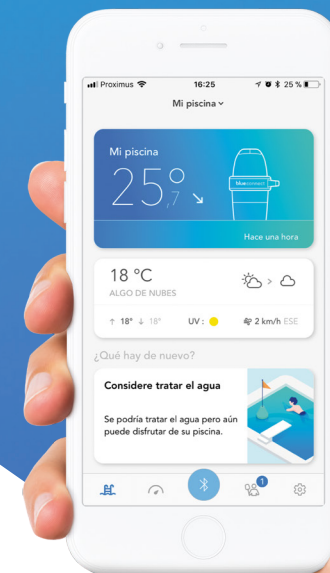 Proximus 16:25 25 %
Mi piscina
Mi piscina
25°,7
blueconnect
Hace una hora
18 °C
ALGO DE NUBES
↑ 18° ↓ 18° UV : 2 km/h ESE
¿Qué hay de nuevo?
Considere tratar el agua
Se podría tratar el agua pero aún
puede disfrutar de su piscina.
1